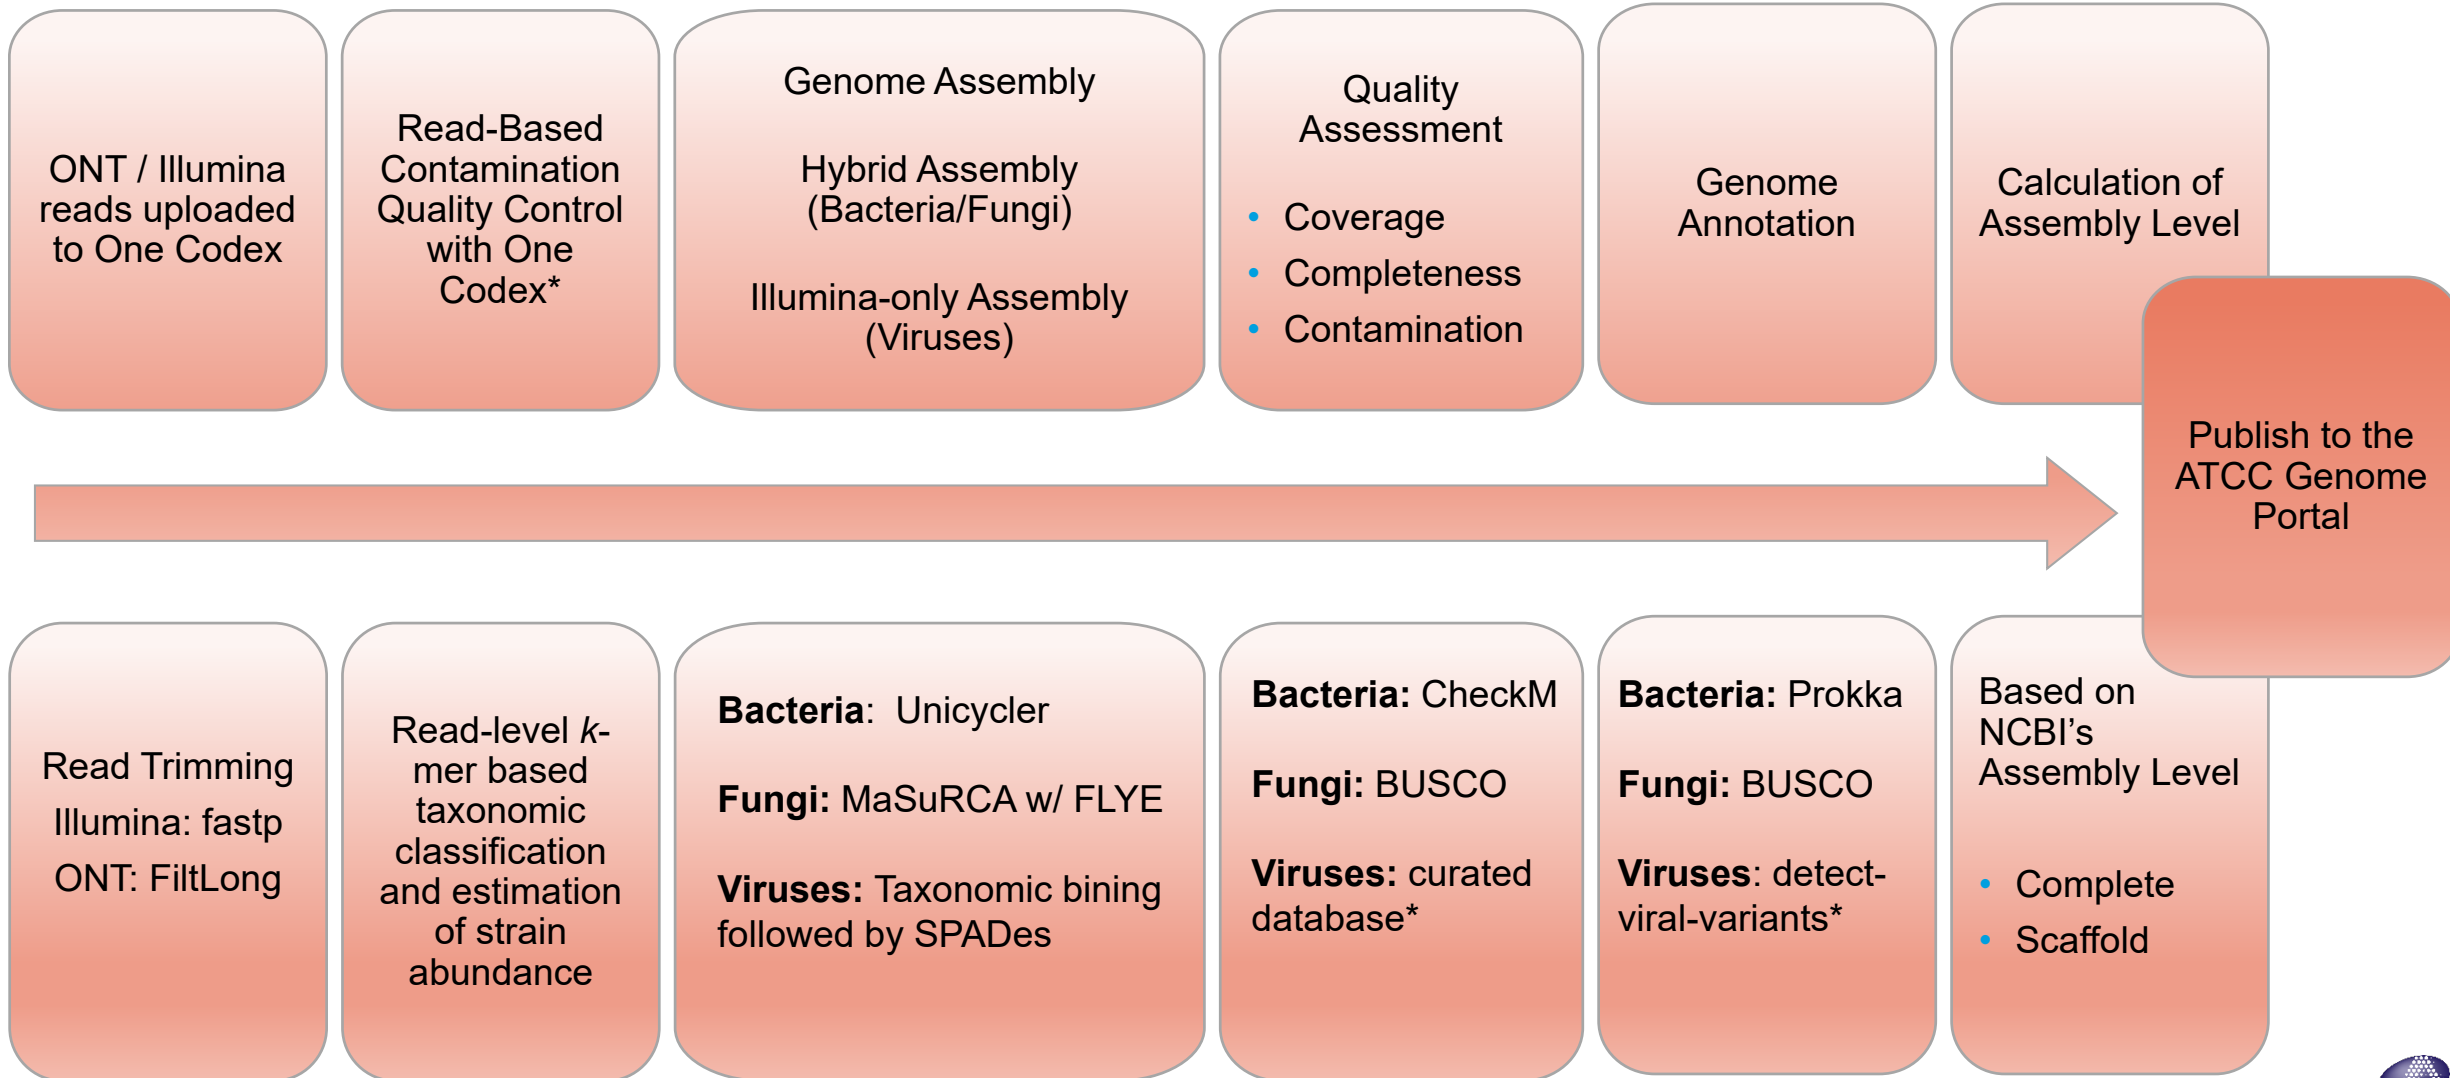 ONT / Illumina
reads uploaded
to One Codex
Read-Based
Contamination
Quality Control
with One
Codex*
Genome Assembly
Hybrid Assembly
(Bacteria/Fungi)
Illumina-only Assembly
(Viruses)
Quality
Assessment
• Coverage
• Completeness
• Contamination
Genome
Annotation
Calculation of
Assembly Level
Publish to the
ATCC Genome
Portal
Read Trimming
Illumina: fastp
ONT: FiltLong
Read-level k-
mer based
taxonomic
classification
and estimation
of strain
abundance
Bacteria: Unicycler
Fungi: MaSuRCA w/ FLYE
Viruses: Taxonomic bining
followed by SPADes
Bacteria: CheckM
Fungi: BUSCO
Viruses: curated
database*
Bacteria: Prokka
Fungi: BUSCO
Viruses: detect-
viral-variants*
Based on
NCBI’s
Assembly Level
• Complete
• Scaffold